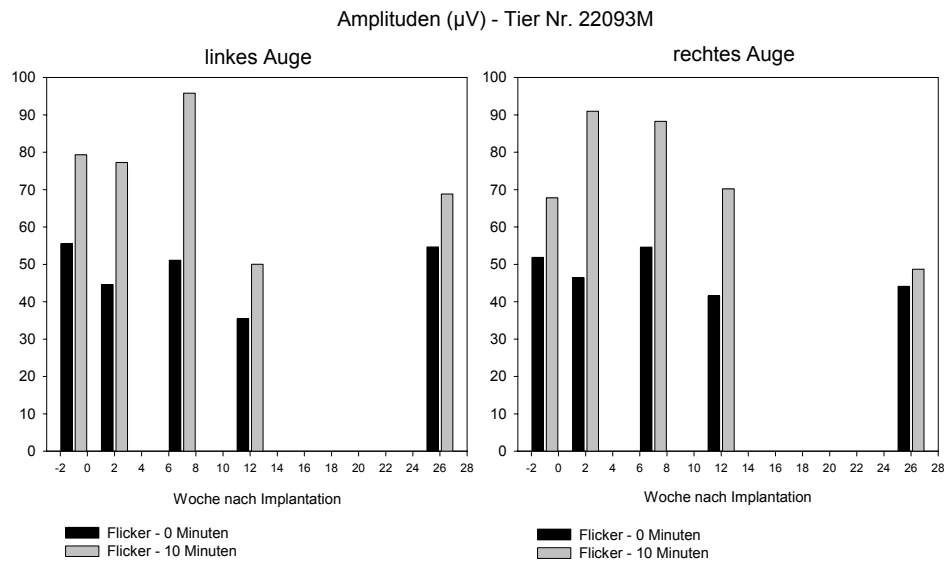 Amplituden (µV) - Tier Nr. 22093M
linkes Auge
100
90
80
70
60
50
40
30
20
10
0
-2 0 2 4 6 8 10 12 14 16 18 20 22 24 26 28
Woche nach Implantation
Flicker - 0 Minuten
Flicker - 10 Minuten
rechtes Auge
100
90
80
70
60
50
40
30
20
10
0
-2 0 2 4 6 8 10 12 14 16 18 20 22 24 26 28
Woche nach Implantation
Flicker - 0 Minuten
Flicker - 10 Minuten